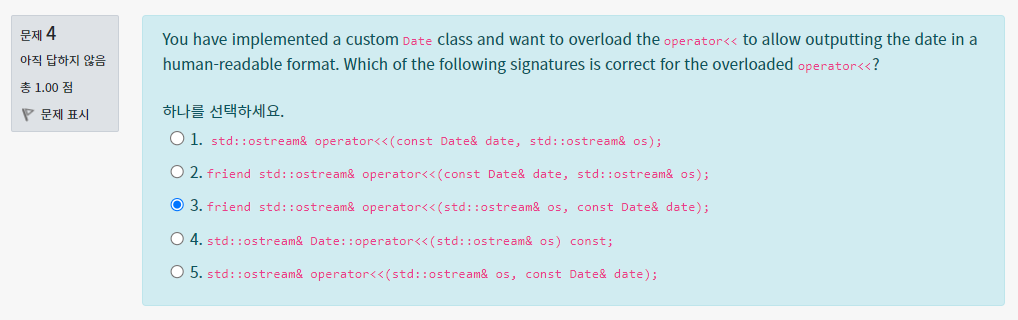 문제 4
아직 답하지 않음
총 1.00 점
문제 표시
You have implemented a custom Date class and want to overload the operator<< to allow outputting the date in a
human-readable format. Which of the following signatures is correct for the overloaded operator<<?
하나를 선택하세요.
1. std::ostream& operator<<(const Date& date, std::ostream& os);
2. friend std::ostream& operator<<(const Date& date, std::ostream& os);
3. friend std::ostream& operator<<(std::ostream& os, const Date& date);
4. std::ostream& Date::operator<<(std::ostream& os) const;
5. std::ostream& operator<<(std::ostream& os, const Date& date);